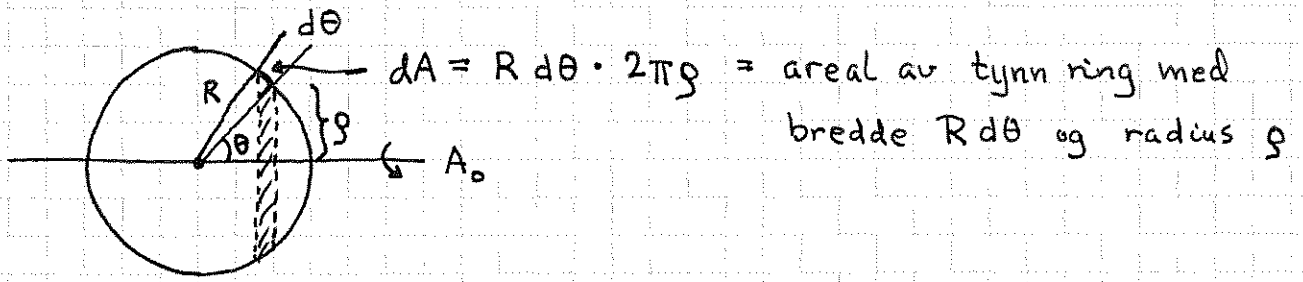 dθ
dA = R dθ · 2πρ = areal av tynn ring med
R
bredde R dθ og radius ρ
θ
ρ
A₀